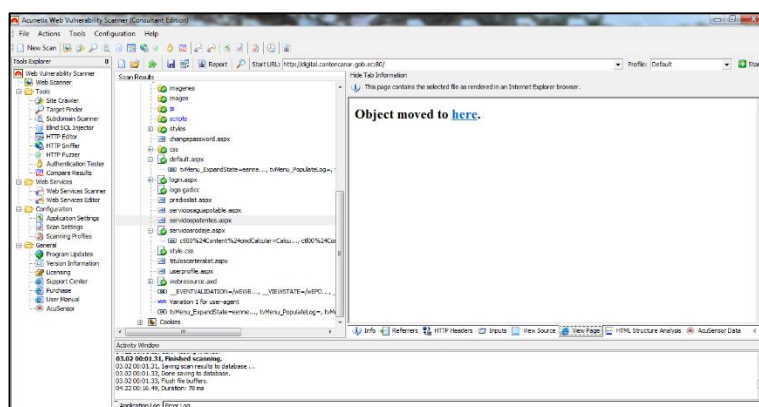 Acunetix Web Vulnerability Scanner (Consultant Edition)
File Actions Tools Configuration Help
New Scan
Report
Start URL: http://digital.cantoncanar.gob.ec:80/
Profile: Default
Start
Tools Explorer
Web Vulnerability Scanner
Web Scanner
Tools
Site Crawler
Target Finder
Subdomain Scanner
Blind SQL Injector
HTTP Editor
HTTP Sniffer
HTTP Fuzzer
Authentication Tester
Compare Results
Web Services
Web Services Scanner
Web Services Editor
Configuration
Application Settings
Scan Settings
Scanning Profiles
General
Program Updates
Version Information
Licensing
Support Center
Purchase
User Manual
AcuSensor
Scan Results
imagenes
images
js
scripts
styles
changepassword.aspx
css
default.aspx
tvMenu_ExpandState=eenne..., tvMenu_PopulateLog=,
login.aspx
logo gadicc
predioslist.aspx
serviciosaguapotable.aspx
serviciospatentes.aspx
serviciosrodaje.aspx
ctl00%24Content%24cmdCalcular=Calcu..., ctl00%24Co
style.css
tituloscarteralist.aspx
userprofile.aspx
webresource.axd
__EVENTVALIDATION=/wEWB..., __VIEWSTATE=/wEPD...,
Variation 1 for user-agent
tvMenu_ExpandState=eenne..., tvMenu_PopulateLog=, tvM
Cookies
Hide Tab Information
This page contains the selected file as rendered in an Internet Explorer browser.
Object moved to here.
Info Referrers HTTP Headers Inputs View Source View Page HTML Structure Analysis AcuSensor Data
Activity Window
03.02 00:01.31, Finished scanning.
03.02 00:01.31, Saving scan results to database ...
03.02 00:01.33, Done saving to database.
03.02 00:01.33, Flush file buffers.
04.22 00:16.49, Duration: 78 ms
Application Log Error Log